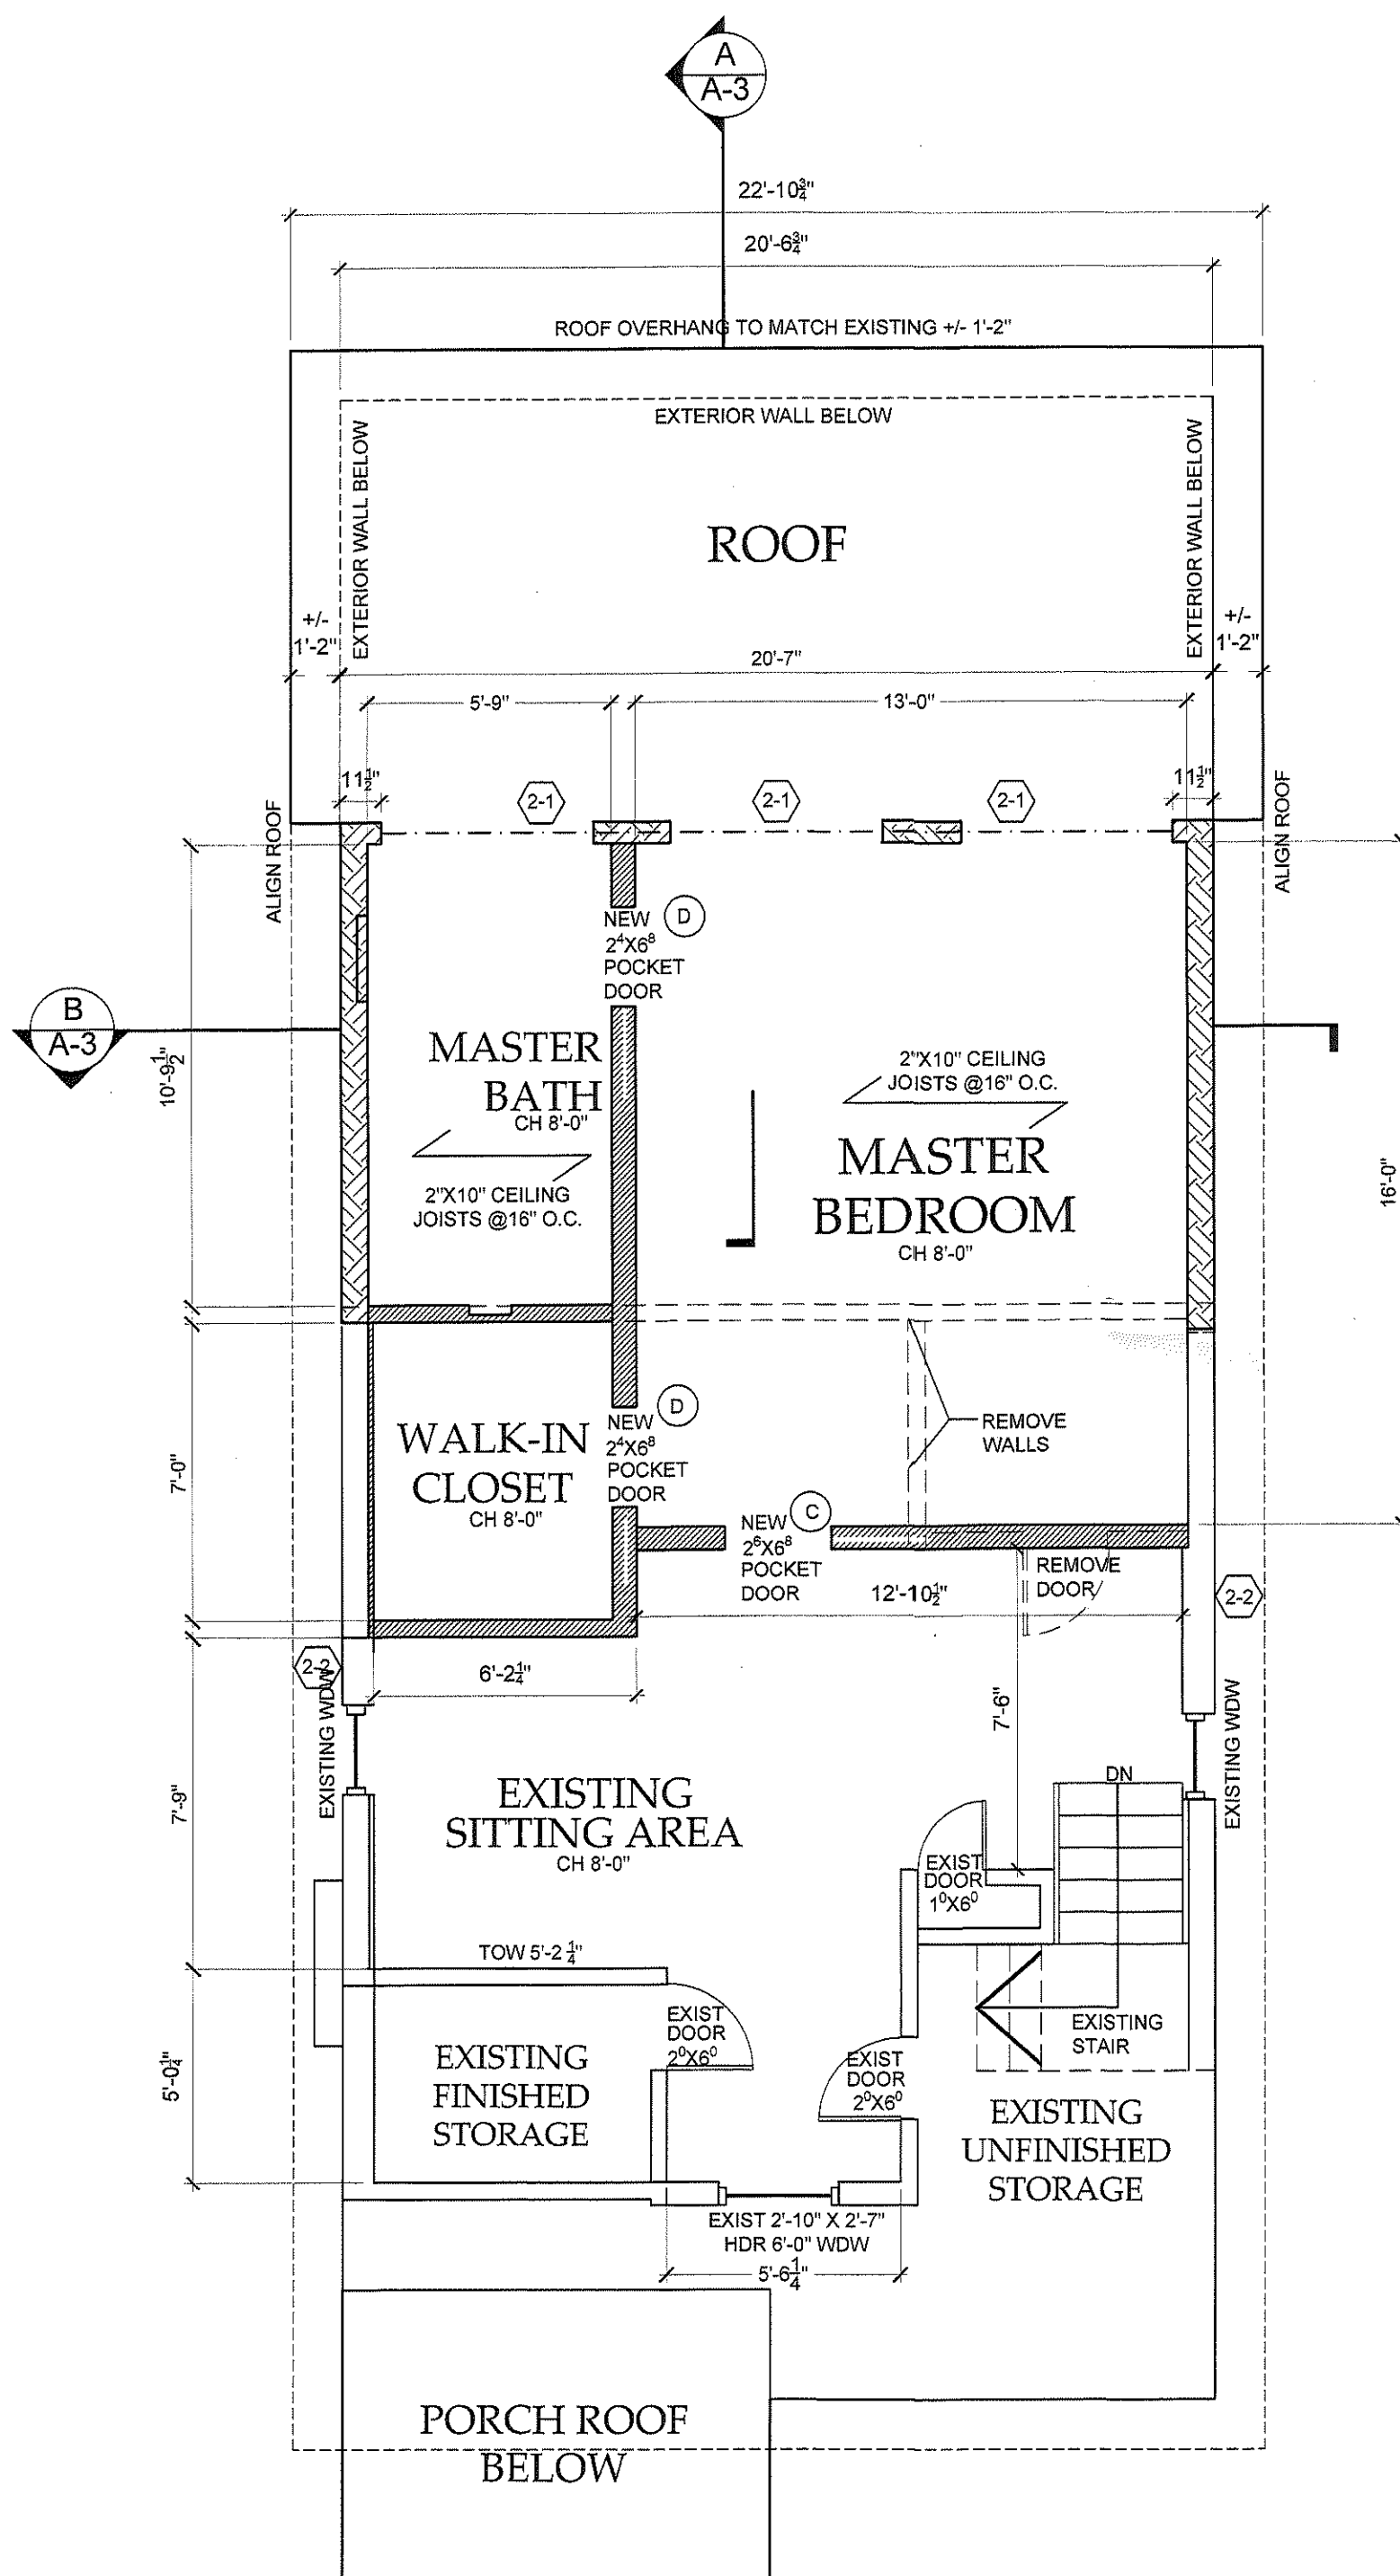 A
A-3
22'-10¾"
20'-6¾"
ROOF OVERHANG TO MATCH EXISTING +/- 1'-2"
EXTERIOR WALL BELOW
EXTERIOR WALL BELOW
EXTERIOR WALL BELOW
ROOF
+/-
1'-2"
+/-
1'-2"
20'-7"
5'-9"
13'-0"
11½"
11½"
2-1
2-1
2-1
ALIGN ROOF
ALIGN ROOF
NEW
2⁴X6⁸
POCKET
DOOR
D
B
A-3
10'-9½"
MASTER
BATH
CH 8'-0"
2"X10" CEILING
JOISTS @16" O.C.
2"X10" CEILING
JOISTS @16" O.C.
MASTER
BEDROOM
CH 8'-0"
16'-0"
7'-0"
WALK-IN
CLOSET
CH 8'-0"
NEW
2⁴X6⁸
POCKET
DOOR
D
REMOVE
WALLS
NEW
2⁶X6⁸
POCKET
DOOR
C
REMOVE
DOOR
12'-10½"
2-2
2-2
6'-2¼"
7'-6"
EXISTING WDW
EXISTING WDW
7'-9"
EXISTING
SITTING AREA
CH 8'-0"
DN
EXIST
DOOR
1⁰X6⁰
TOW 5'-2 ¼"
EXIST
DOOR
2⁰X6⁰
EXISTING
STAIR
5'-0¼"
EXISTING
FINISHED
STORAGE
EXIST
DOOR
2⁰X6⁰
EXISTING
UNFINISHED
STORAGE
EXIST 2'-10" X 2'-7"
HDR 6'-0" WDW
5'-6¼"
PORCH ROOF
BELOW